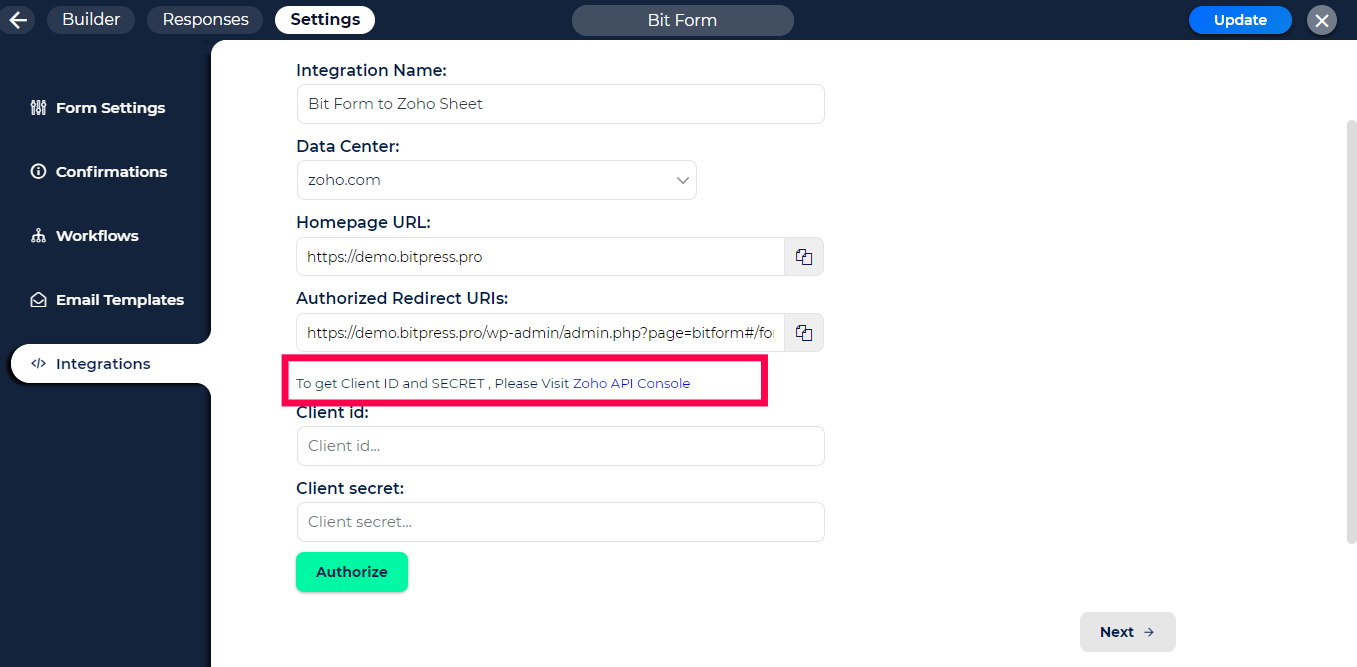 Builder
Responses
Settings
Bit Form
Update
Form Settings
Confirmations
Workflows
Email Templates
Integrations
Integration Name:
Bit Form to Zoho Sheet
Data Center:
zoho.com
Homepage URL:
https://demo.bitpress.pro
Authorized Redirect URIs:
https://demo.bitpress.pro/wp-admin/admin.php?page=bitform#/for
To get Client ID and SECRET , Please Visit Zoho API Console
Client id:
Client id...
Client secret:
Client secret...
Authorize
Next →